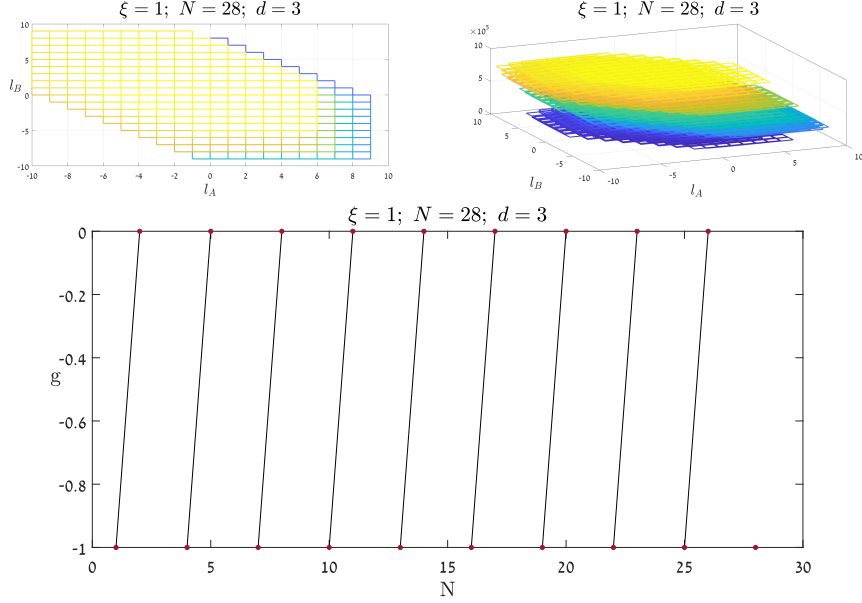 ξ = 1; N = 28; d = 3
10
5
l_B
0
-5
-10
-10 -8 -6 -4 -2 0 2 4 6 8 10
l_A
ξ = 1; N = 28; d = 3
×10⁵
10
5
0
10
5
0
-5
-10
l_B
-10 -5 0 5 10
l_A
ξ = 1; N = 28; d = 3
0
-0.2
-0.4
g
-0.6
-0.8
-1
0 5 10 15 20 25 30
N